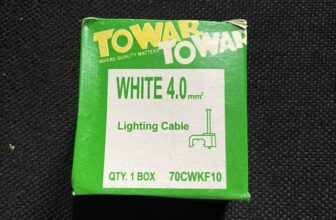 TOWAR
TOWAR
WHERE QUALITY MATTERS
WHITE 4.0mm²
Lighting Cable
QTY. 1 BOX 70CWKF10